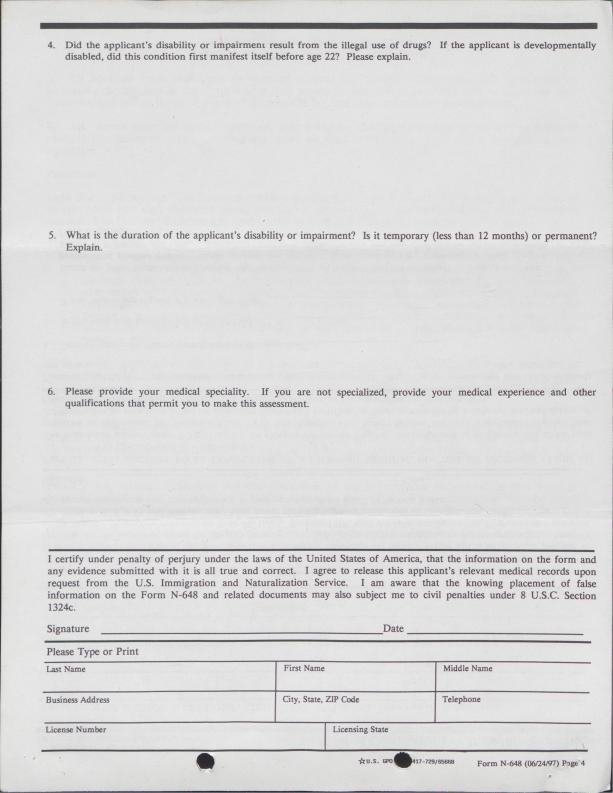 4. Did the applicant's disability or impairment result from the illegal use of drugs? If the applicant is developmentally
disabled, did this condition first manifest itself before age 22? Please explain.
5. What is the duration of the applicant's disability or impairment? Is it temporary (less than 12 months) or permanent?
Explain.
6. Please provide your medical speciality. If you are not specialized, provide your medical experience and other
qualifications that permit you to make this assessment.
I certify under penalty of perjury under the laws of the United States of America, that the information on the form and
any evidence submitted with it is all true and correct. I agree to release this applicant's relevant medical records upon
request from the U.S. Immigration and Naturalization Service. I am aware that the knowing placement of false
information on the Form N-648 and related documents may also subject me to civil penalties under 8 U.S.C. Section
1324c.
Signature Date
Please Type or Print
Last Name First Name Middle Name
Business Address City, State, ZIP Code Telephone
License Number Licensing State
☆U.S. GPO 417-729/65688 Form N-648 (06/24/97) Page 4